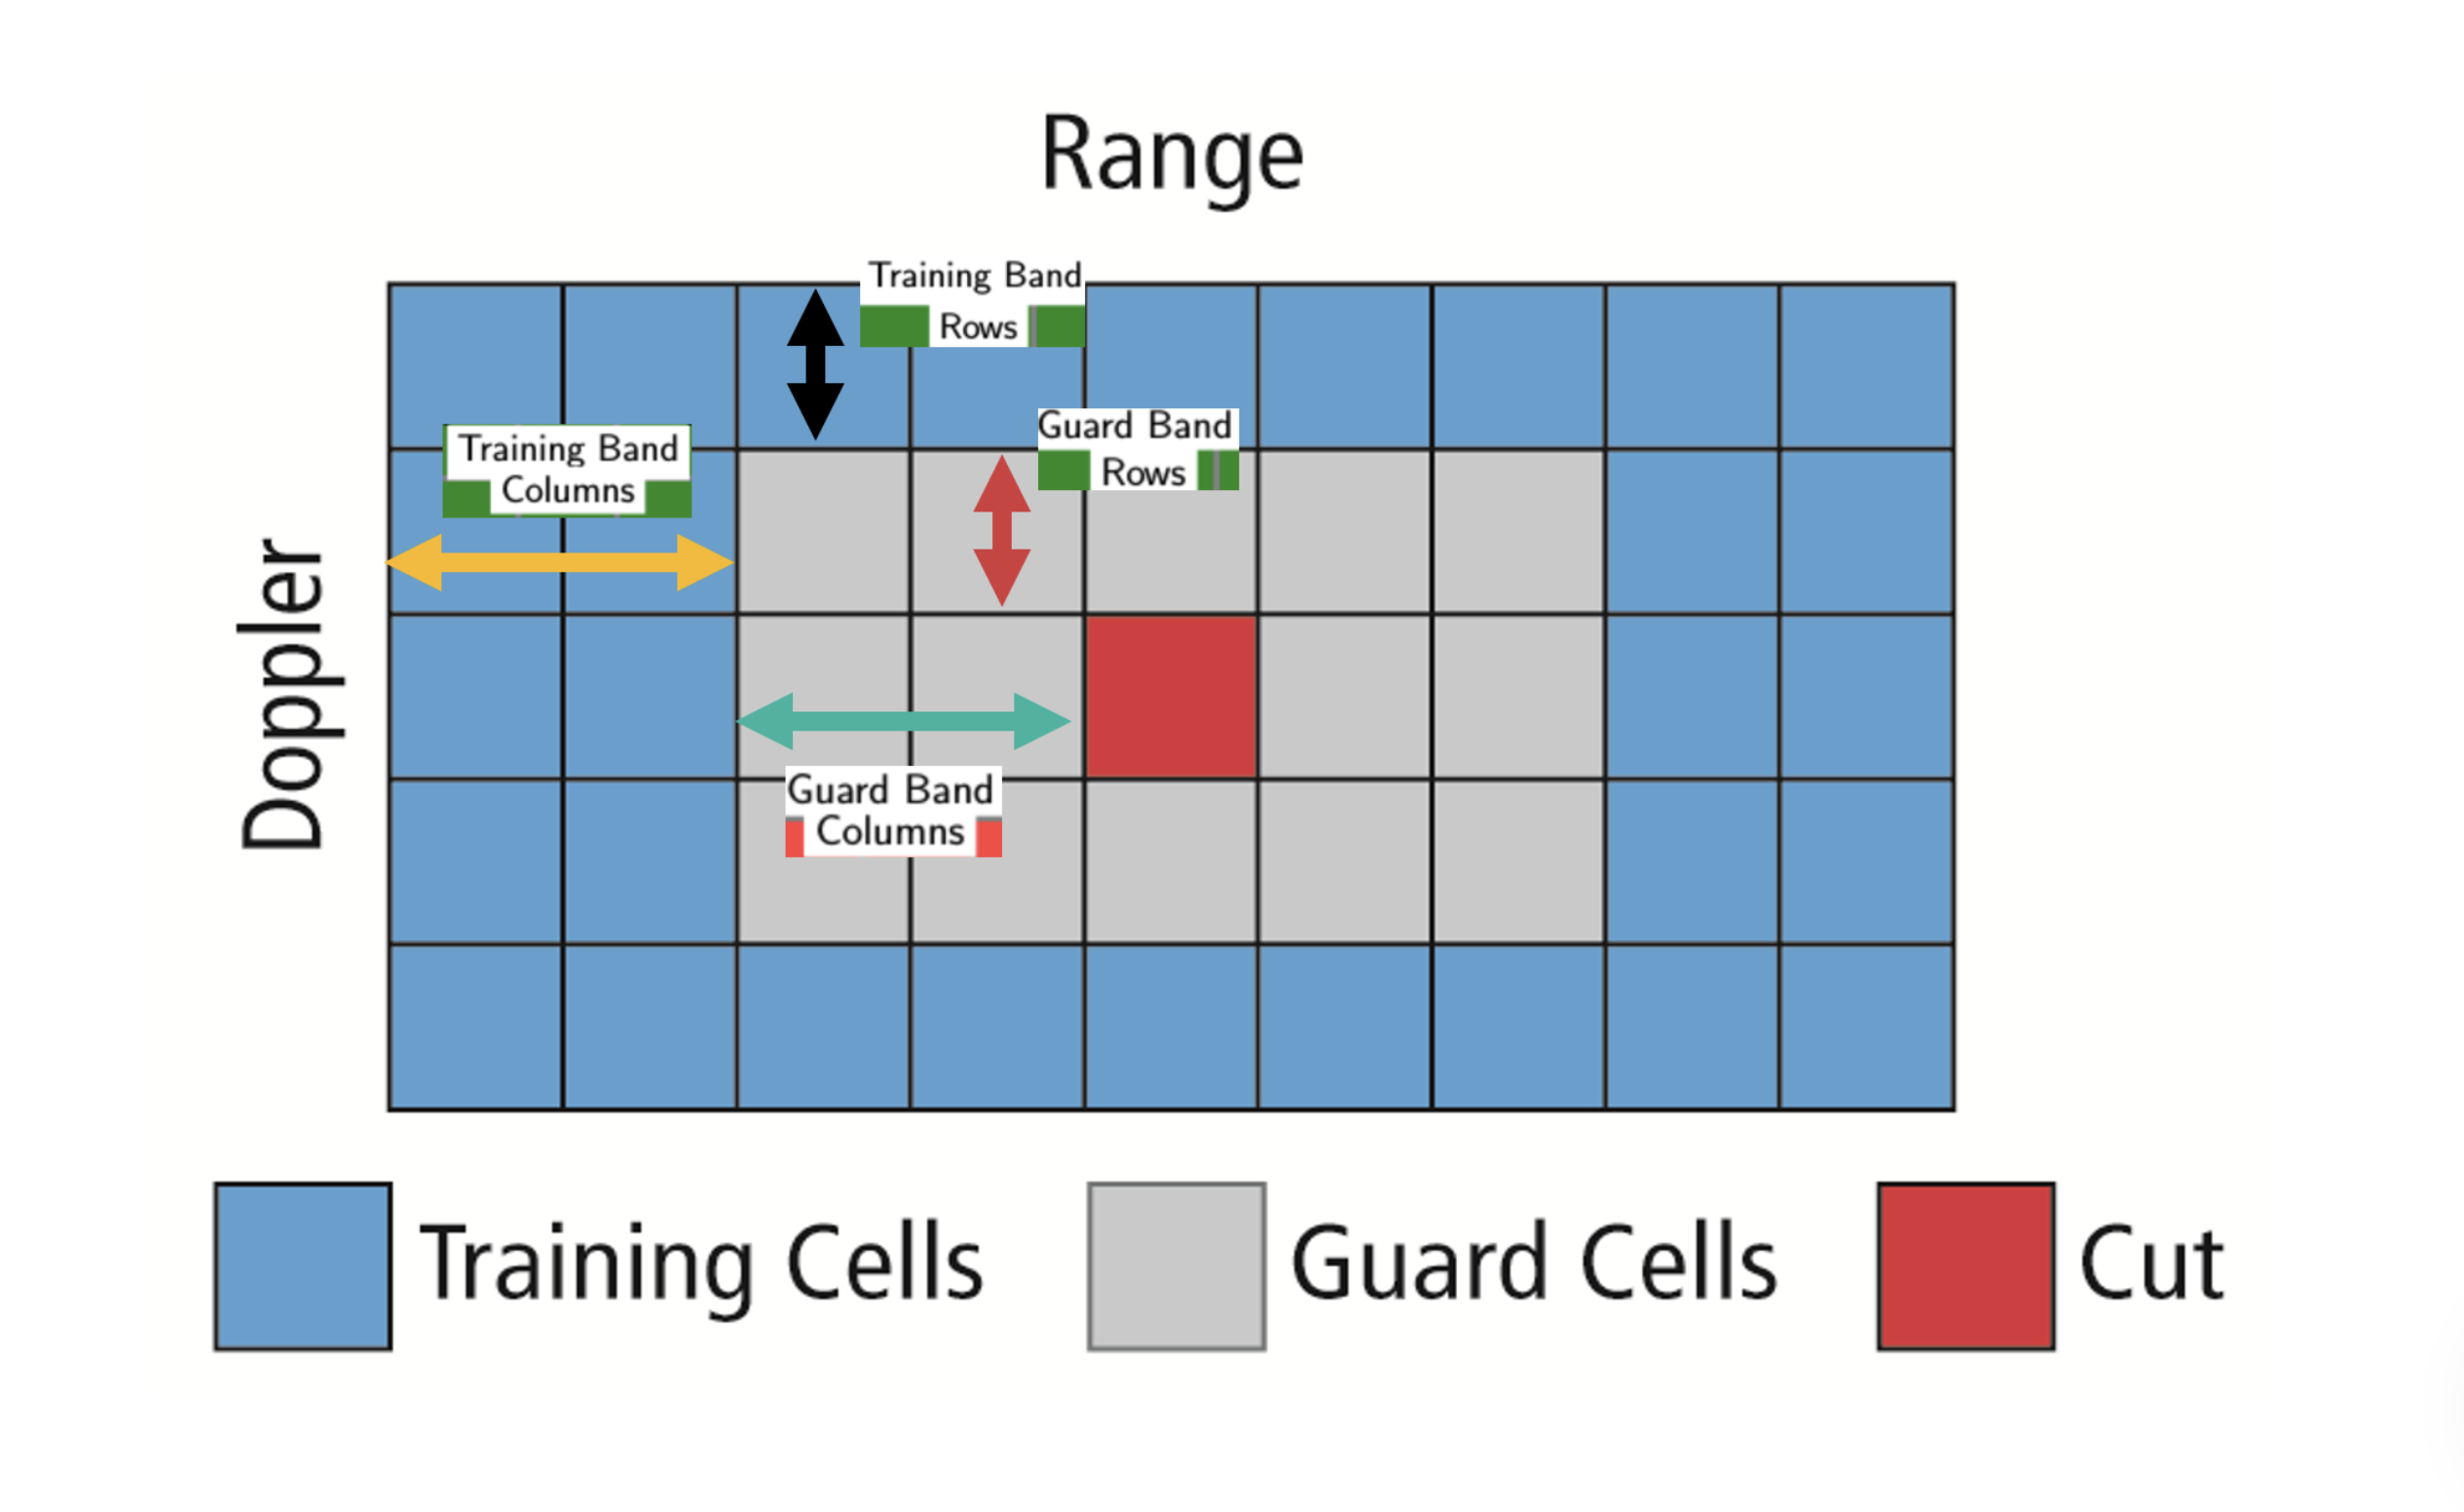 Range
Training Band
Rows
Guard Band
Rows
Training Band
Columns
Doppler
Guard Band
Columns
Training Cells
Guard Cells
Cut